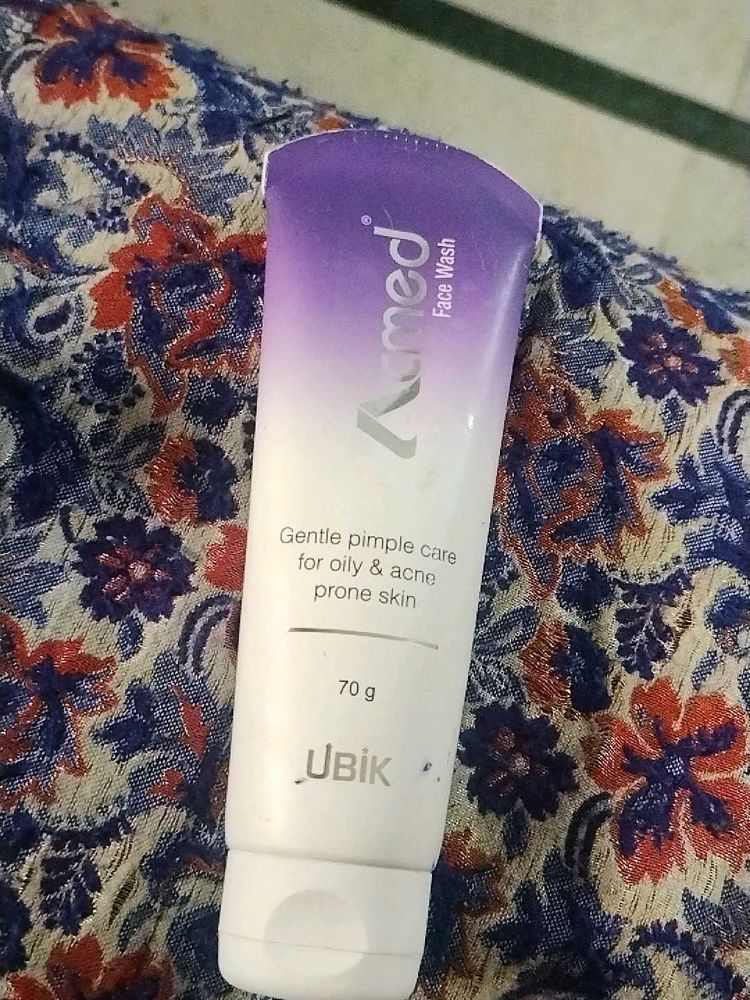 Acmed®
Face Wash
Gentle pimple care
for oily & acne
prone skin
70 g
UBIK